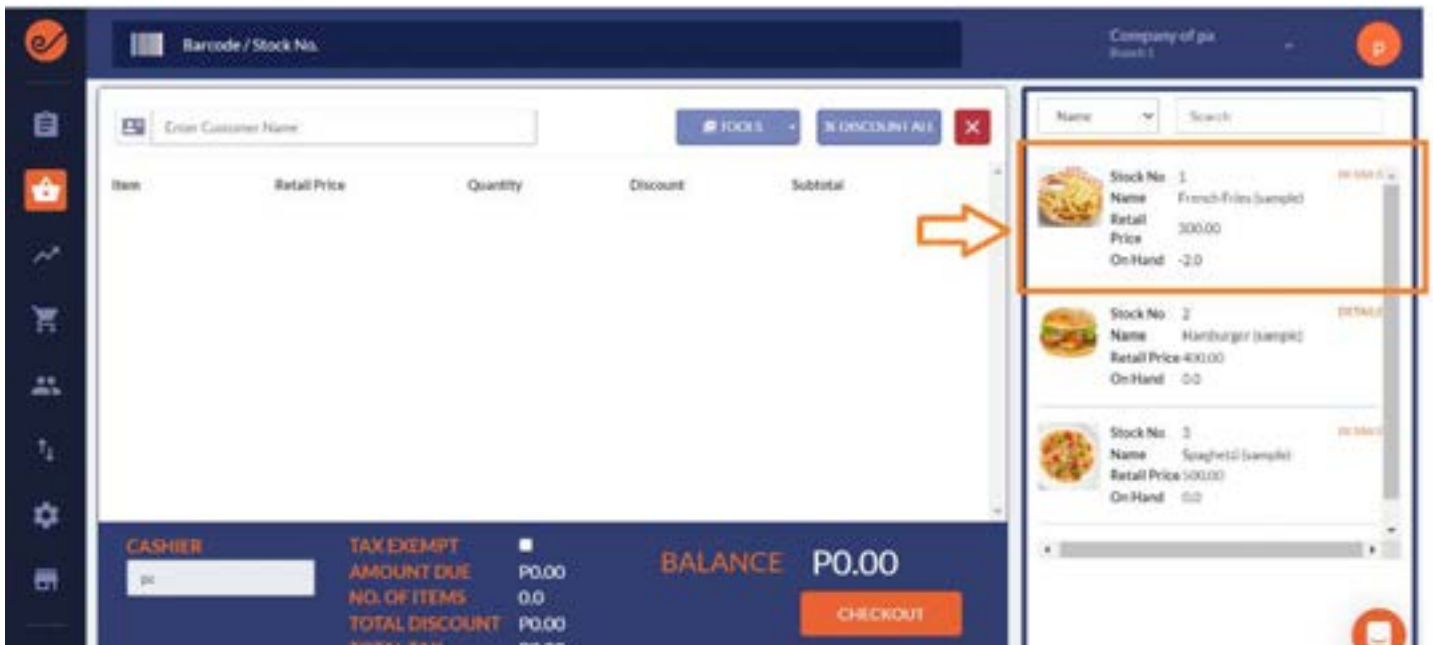 Barcode / Stock No.
Company of pa
Branch 1
p
Enter Customer Name
TOOLS
DISCOUNT ALL
Name
Search
Item Retail Price Quantity Discount Subtotal
Stock No 1
Name French Fries (sample)
Retail Price 300.00
On Hand -2.0
Stock No 2 DETAILS
Name Hamburger (sample)
Retail Price 400.00
On Hand 0.0
Stock No 3
Name Spaghetti (sample)
Retail Price 500.00
On Hand 0.0
CASHIER
TAX EXEMPT
AMOUNT DUE P0.00
NO. OF ITEMS 0.0
TOTAL DISCOUNT P0.00
BALANCE P0.00
CHECKOUT